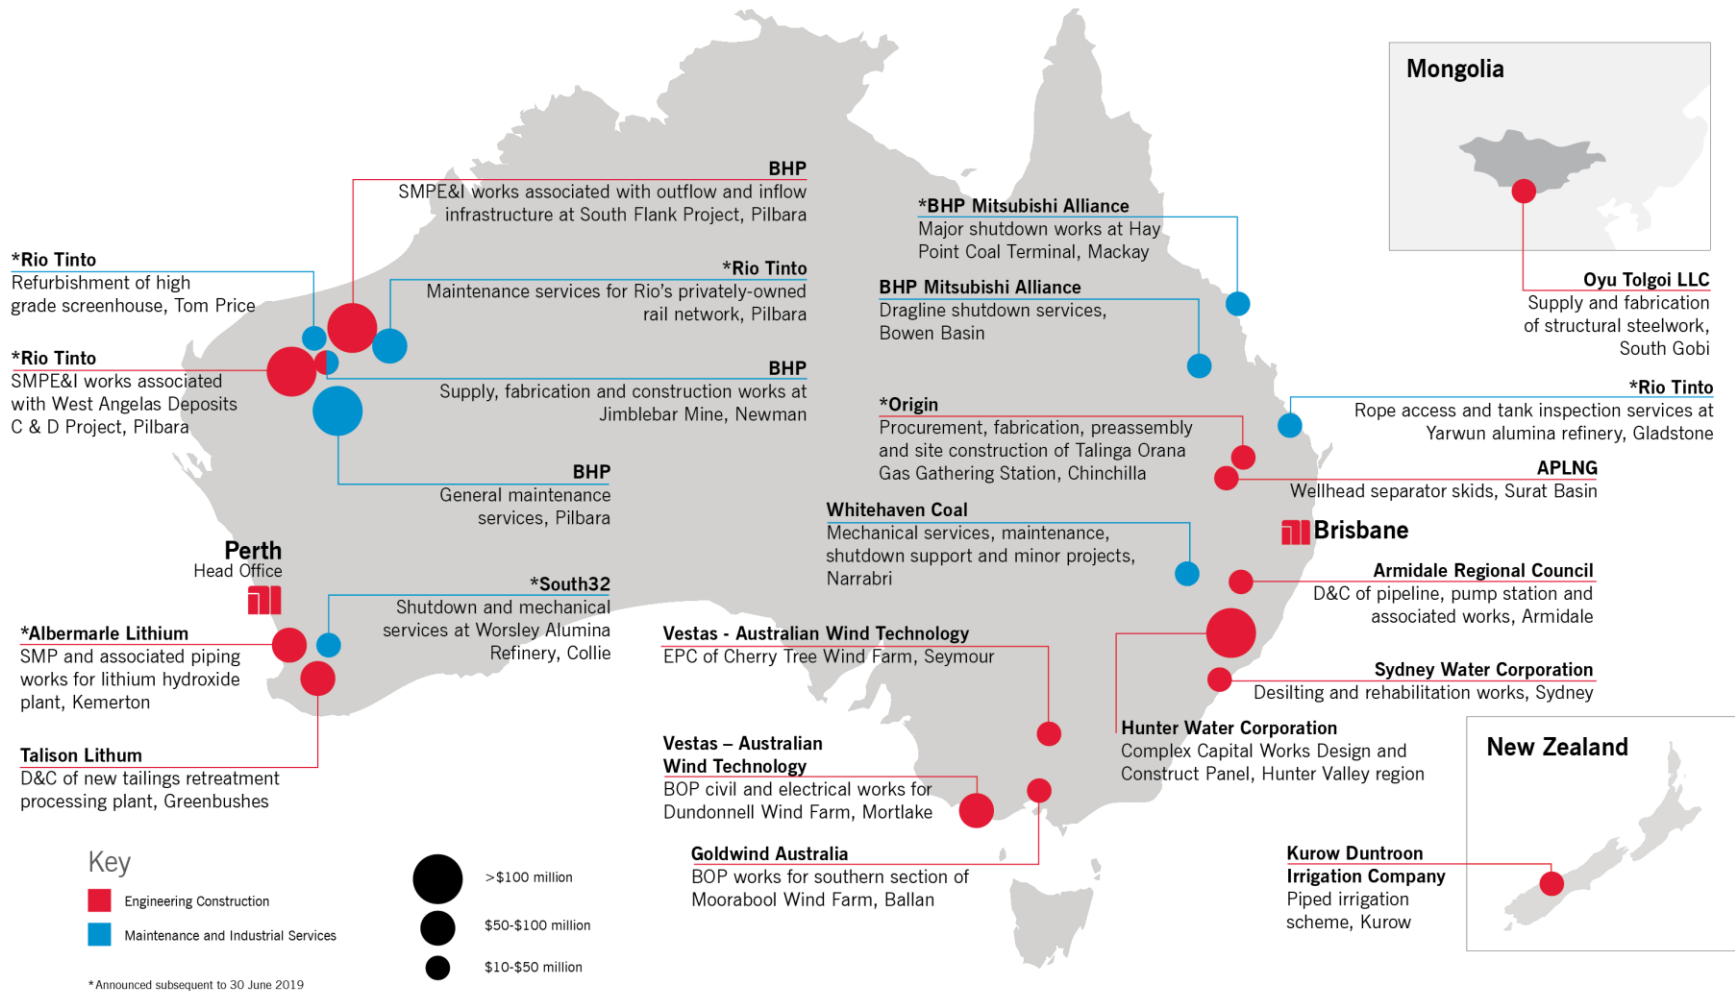 Mongolia
BHP
SMPE&I works associated with outflow and inflow
infrastructure at South Flank Project, Pilbara
*BHP Mitsubishi Alliance
Major shutdown works at Hay
Point Coal Terminal, Mackay
*Rio Tinto
Refurbishment of high
grade screenhouse, Tom Price
*Rio Tinto
Maintenance services for Rio's privately-owned
rail network, Pilbara
BHP Mitsubishi Alliance
Dragline shutdown services,
Bowen Basin
Oyu Tolgoi LLC
Supply and fabrication
of structural steelwork,
South Gobi
*Rio Tinto
SMPE&I works associated
with West Angelas Deposits
C & D Project, Pilbara
BHP
Supply, fabrication and construction works at
Jimblebar Mine, Newman
*Origin
Procurement, fabrication, preassembly
and site construction of Talinga Orana
Gas Gathering Station, Chinchilla
*Rio Tinto
Rope access and tank inspection services at
Yarwun alumina refinery, Gladstone
BHP
General maintenance
services, Pilbara
APLNG
Wellhead separator skids, Surat Basin
Whitehaven Coal
Mechanical services, maintenance,
shutdown support and minor projects,
Narrabri
Brisbane
Perth
Head Office
*South32
Shutdown and mechanical
services at Worsley Alumina
Refinery, Collie
Armidale Regional Council
D&C of pipeline, pump station and
associated works, Armidale
*Albermarle Lithium
SMP and associated piping
works for lithium hydroxide
plant, Kemerton
Vestas - Australian Wind Technology
EPC of Cherry Tree Wind Farm, Seymour
Sydney Water Corporation
Desilting and rehabilitation works, Sydney
Talison Lithum
D&C of new tailings retreatment
processing plant, Greenbushes
Vestas – Australian
Wind Technology
BOP civil and electrical works for
Dundonnell Wind Farm, Mortlake
Hunter Water Corporation
Complex Capital Works Design and
Construct Panel, Hunter Valley region
New Zealand
Goldwind Australia
BOP works for southern section of
Moorabool Wind Farm, Ballan
Kurow Duntroon
Irrigation Company
Piped irrigation
scheme, Kurow
Key
Engineering Construction
Maintenance and Industrial Services
>$100 million
$50-$100 million
$10-$50 million
*Announced subsequent to 30 June 2019